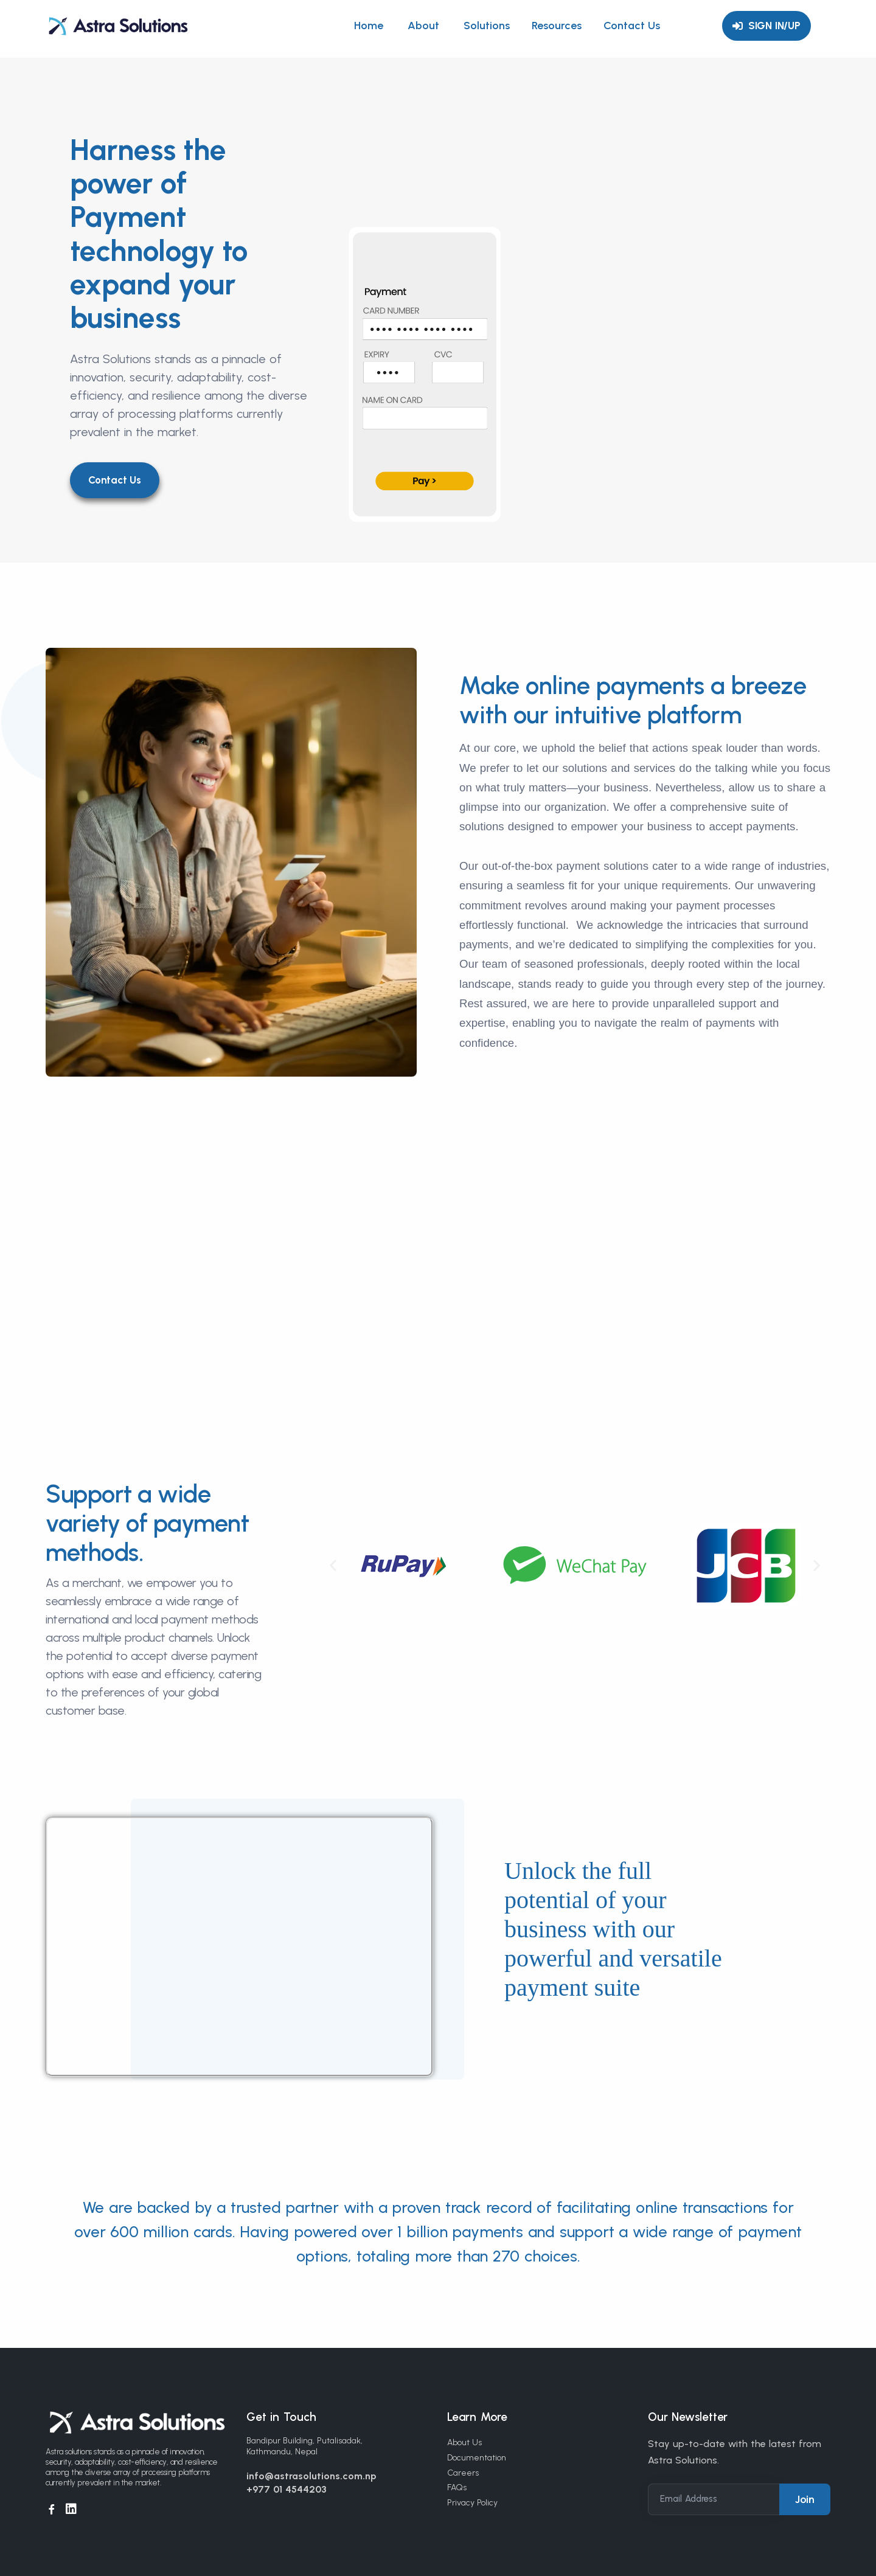 Astra Solutions
Home
About
Solutions
Resources
Contact Us
SIGN IN/UP
Harness the
power of
Payment
technology to
expand your
business
Astra Solutions stands as a pinnacle of
innovation, security, adaptability, cost-
efficiency, and resilience among the diverse
array of processing platforms currently
prevalent in the market.
Contact Us
Payment
CARD NUMBER
•••• •••• •••• ••••
EXPIRY
CVC
••••
NAME ON CARD
Pay >
Make online payments a breeze
with our intuitive platform
At our core, we uphold the belief that actions speak louder than words.
We prefer to let our solutions and services do the talking while you focus
on what truly matters—your business. Nevertheless, allow us to share a
glimpse into our organization. We offer a comprehensive suite of
solutions designed to empower your business to accept payments.
Our out-of-the-box payment solutions cater to a wide range of industries,
ensuring a seamless fit for your unique requirements. Our unwavering
commitment revolves around making your payment processes
effortlessly functional.  We acknowledge the intricacies that surround
payments, and we're dedicated to simplifying the complexities for you.
Our team of seasoned professionals, deeply rooted within the local
landscape, stands ready to guide you through every step of the journey.
Rest assured, we are here to provide unparalleled support and
expertise, enabling you to navigate the realm of payments with
confidence.
Support a wide
variety of payment
methods.
As a merchant, we empower you to
seamlessly embrace a wide range of
international and local payment methods
across multiple product channels. Unlock
the potential to accept diverse payment
options with ease and efficiency, catering
to the preferences of your global
customer base.
RuPay
WeChat Pay
JCB
Unlock the full
potential of your
business with our
powerful and versatile
payment suite
We are backed by a trusted partner with a proven track record of facilitating online transactions for
over 600 million cards. Having powered over 1 billion payments and support a wide range of payment
options, totaling more than 270 choices.
Astra Solutions
Astra solutions stands as a pinnacle of innovation,
security, adaptability, cost-efficiency, and resilience
among the diverse array of processing platforms
currently prevalent in the market.
Get in Touch
Bandipur Building, Putalisadak,
Kathmandu, Nepal
info@astrasolutions.com.np
+977 01 4544203
Learn More
About Us
Documentation
Careers
FAQs
Privacy Policy
Our Newsletter
Stay up-to-date with the latest from
Astra Solutions.
Email Address
Join